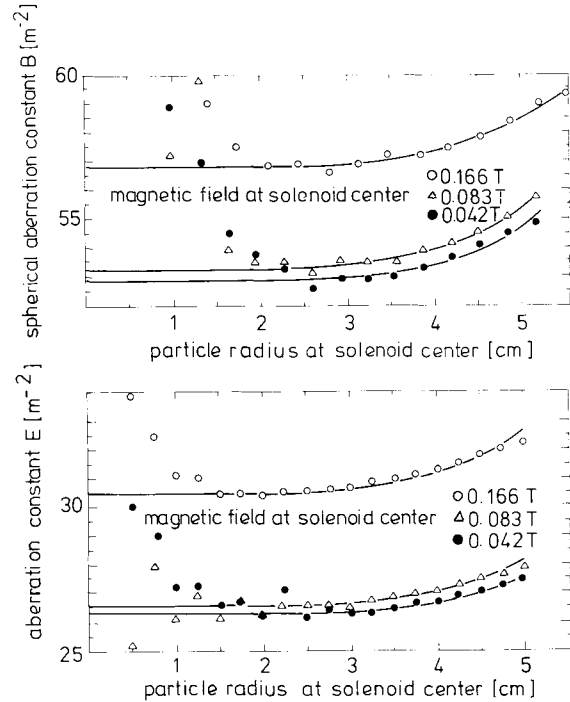 spherical aberration constant B [m⁻²]
60
55
magnetic field at solenoid center
○ 0.166 T
△ 0.083 T
● 0.042 T
1 2 3 4 5
particle radius at solenoid center [cm]
aberration constant E [m⁻²]
30
25
magnetic field at solenoid center
○ 0.166 T
△ 0.083 T
● 0.042 T
0 1 2 3 4 5
particle radius at solenoid center [cm]